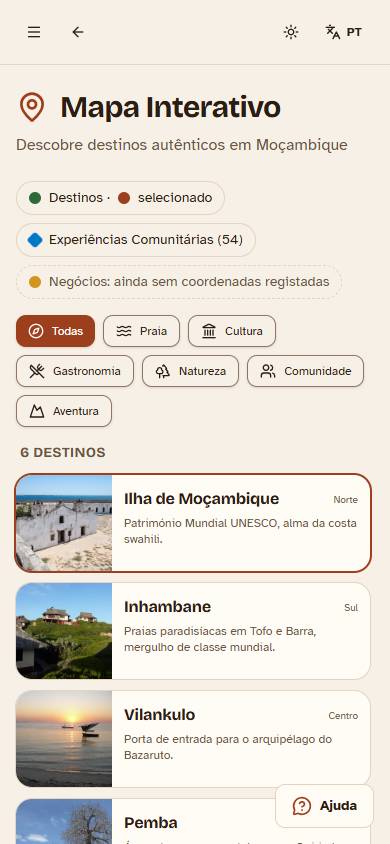 PT
Mapa Interativo
Descobre destinos autênticos em Moçambique
Destinos · selecionado
Experiências Comunitárias (54)
Negócios: ainda sem coordenadas registadas
Todas
Praia
Cultura
Gastronomia
Natureza
Comunidade
Aventura
6 DESTINOS
Ilha de Moçambique
Norte
Património Mundial UNESCO, alma da costa
swahili.
Inhambane
Sul
Praias paradisíacas em Tofo e Barra,
mergulho de classe mundial.
Vilankulo
Centro
Porta de entrada para o arquipélago do
Bazaruto.
Pemba
Ajuda